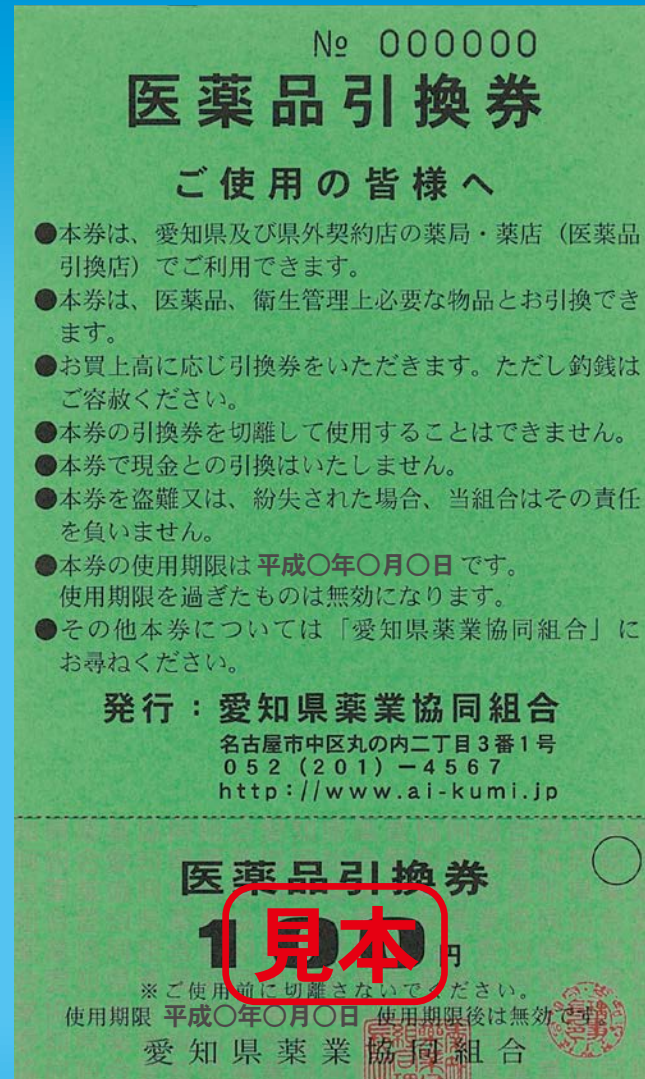 № 000000
医薬品引換券
ご使用の皆様へ
●本券は、愛知県及び県外契約店の薬局・薬店（医薬品
引換店）でご利用できます。
●本券は、医薬品、衛生管理上必要な物品とお引換でき
ます。
●お買上高に応じ引換券をいただきます。ただし釣銭は
ご容赦ください。
●本券の引換券を切離して使用することはできません。
●本券で現金との引換はいたしません。
●本券を盗難又は、紛失された場合、当組合はその責任
を負いません。
●本券の使用期限は 平成〇年〇月〇日 です。
使用期限を過ぎたものは無効になります。
●その他本券については「愛知県薬業協同組合」に
お尋ねください。
発行：愛知県薬業協同組合
名古屋市中区丸の内二丁目3番1号
052（201）－4567
http://www.ai-kumi.jp
医薬品引換券
100円
見本
※ご使用前に切離さないでください。
使用期限 平成〇年〇月〇日 使用期限後は無効です。
愛知県薬業協同組合